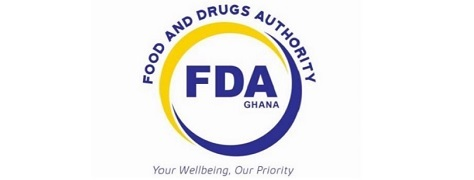 FOOD AND DRUGS AUTHORITY
FDA
GHANA
Your Wellbeing, Our Priority